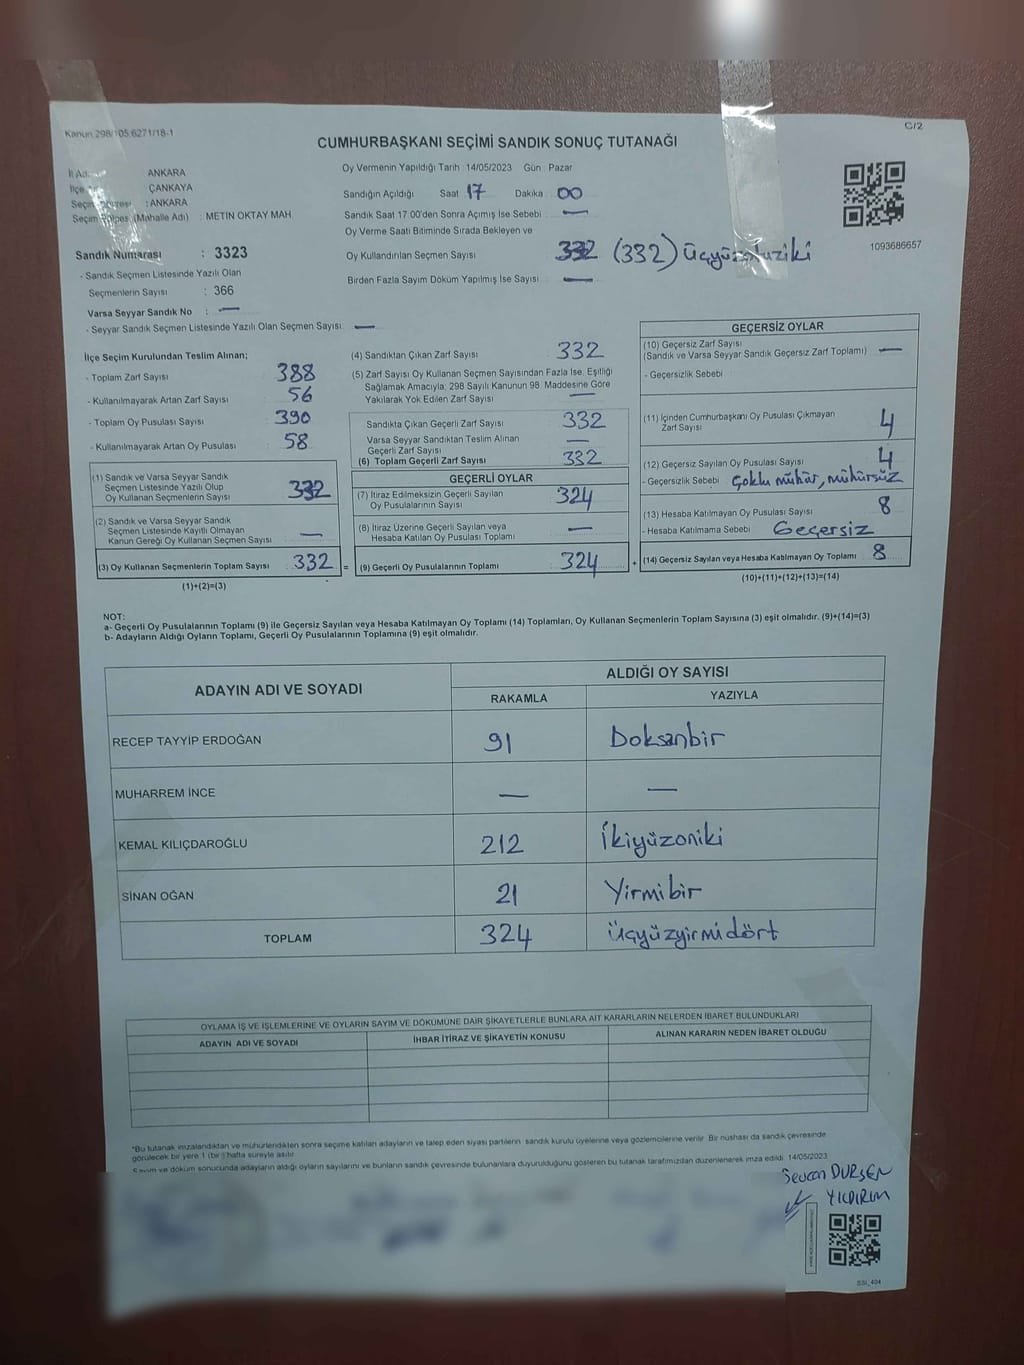 Kanun 298/105 6271/18-1
C/2
CUMHURBAŞKANI SEÇİMİ SANDIK SONUÇ TUTANAĞI
ANKARA
ÇANKAYA
: ANKARA
(Mahalle Adı) : METİN OKTAY MAH.
Oy Vermenin Yapıldığı Tarih 14/05/2023 Gün : Pazar
Sandığın Açıldığı Saat 17 Dakika 00
Sandık Saat 17.00'den Sonra Açımış İse Sebebi : —
Oy Verme Saati Bitiminde Sırada Bekleyen ve
Oy Kullandırılan Seçmen Sayısı 332 (332)
Birden Fazla Sayım Döküm Yapılmış İse Sayısı : —
1093686657
Sandık Numarası : 3323
- Sandık Seçmen Listesinde Yazılı Olan
Seçmenlerin Sayısı : 366
Varsa Seyyar Sandık No : —
- Seyyar Sandık Seçmen Listesinde Yazılı Olan Seçmen Sayısı: —
İlçe Seçim Kurulundan Teslim Alınan;
- Toplam Zarf Sayısı 388
- Kullanılmayarak Artan Zarf Sayısı 56
- Toplam Oy Pusulası Sayısı 390
- Kullanılmayarak Artan Oy Pusulası 58
(1) Sandık ve Varsa Seyyar Sandık
Seçmen Listesinde Yazılı Olup
Oy Kullanan Seçmenlerin Sayısı 332
(2) Sandık ve Varsa Seyyar Sandık
Seçmen Listesinde Kayıtlı Olmayan
Kanun Gereği Oy Kullanan Seçmen Sayısı : —
(3) Oy Kullanan Seçmenlerin Toplam Sayısı : 332 =
(1)+(2)=(3)
(4) Sandıktan Çıkan Zarf Sayısı 332
(5) Zarf Sayısı Oy Kullanan Seçmen Sayısından Fazla İse, Eşitliği
Sağlamak Amacıyla; 298 Sayılı Kanunun 98. Maddesine Göre
Yakılarak Yok Edilen Zarf Sayısı —
Sandıkta Çıkan Geçerli Zarf Sayısı 332
Varsa Seyyar Sandıktan Teslim Alınan
Geçerli Zarf Sayısı —
(6) Toplam Geçerli Zarf Sayısı 332
GEÇERLİ OYLAR
(7) İtiraz Edilmeksizin Geçerli Sayılan
Oy Pusulalarının Sayısı 324
(8) İtiraz Üzerine Geçerli Sayılan veya
Hesaba Katılan Oy Pusulası Toplamı —
(9) Geçerli Oy Pusulalarının Toplamı 324 +
GEÇERSİZ OYLAR
(10) Geçersiz Zarf Sayısı
(Sandık ve Varsa Seyyar Sandık Geçersiz Zarf Toplamı) —
- Geçersizlik Sebebi
(11) İçinden Cumhurbaşkanı Oy Pusulası Çıkmayan
Zarf Sayısı 4
(12) Geçersiz Sayılan Oy Pusulası Sayısı 4
- Geçersizlik Sebebi Çoklu mühür, mühürsüz
(13) Hesaba Katılmayan Oy Pusulası Sayısı 8
- Hesaba Katılmama Sebebi Geçersiz
(14) Geçersiz Sayılan veya Hesaba Katılmayan Oy Toplamı 8
(10)+(11)+(12)+(13)=(14)
NOT:
a- Geçerli Oy Pusulalarının Toplamı (9) ile Geçersiz Sayılan veya Hesaba Katılmayan Oy Toplamı (14) Toplamları, Oy Kullanan Seçmenlerin Toplam Sayısına (3) eşit olmalıdır. (9)+(14)=(3)
b- Adayların Aldığı Oyların Toplamı, Geçerli Oy Pusulalarının Toplamına (9) eşit olmalıdır.
ADAYIN ADI VE SOYADI ALDIĞI OY SAYISI
RAKAMLA YAZIYLA
RECEP TAYYİP ERDOĞAN 91 Doksanbir
MUHARREM İNCE — —
KEMAL KILIÇDAROĞLU 212 İkiyüzoniki
SİNAN OĞAN 21 Yirmibir
TOPLAM 324 Üçyüzyirmidört
OYLAMA İŞ VE İŞLEMLERİNE VE OYLARIN SAYIM VE DÖKÜMÜNE DAİR ŞİKAYETLERLE BUNLARA AİT KARARLARIN NELERDEN İBARET BULUNDUKLARI
ADAYIN ADI VE SOYADI İHBAR İTİRAZ VE ŞİKAYETİN KONUSU ALINAN KARARIN NEDEN İBARET OLDUĞU
*Bu tutanak imzalandıktan ve mühürlendikten sonra seçime katılan adayların ve talep eden siyasi partilerin sandık kurulu üyelerine veya gözlemcilerine verilir. Bir nüshası da sandık çevresinde
görülecek bir yere 1 (bir) hafta süreyle asılır.
Sayım ve döküm sonucunda adayların aldığı oyların sayılarını ve bunların sandık çevresinde bulunanlara duyurulduğunu gösteren bu tutanak tarafımızdan düzenlenerek imza edildi. 14/05/2023
DURSEN
YILDIRIM
SSI_404